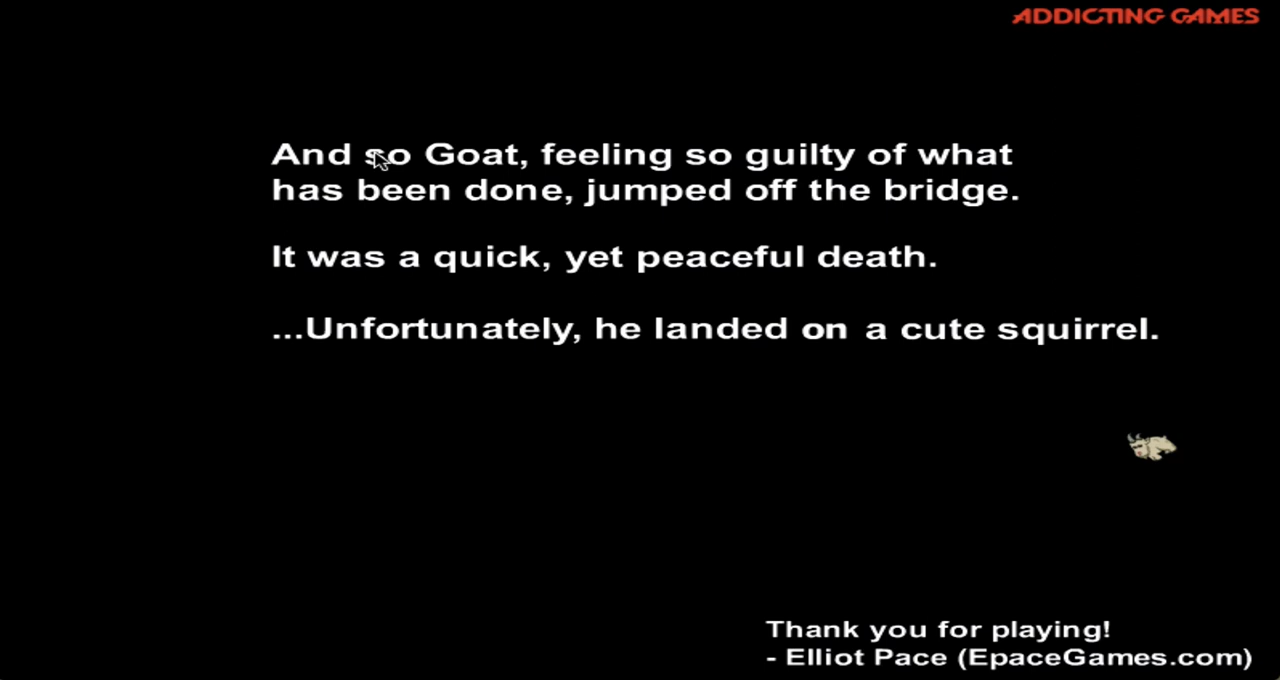 ADDICTING GAMES
And so Goat, feeling so guilty of what
has been done, jumped off the bridge.
It was a quick, yet peaceful death.
...Unfortunately, he landed on a cute squirrel.
Thank you for playing!
- Elliot Pace (EpaceGames.com)